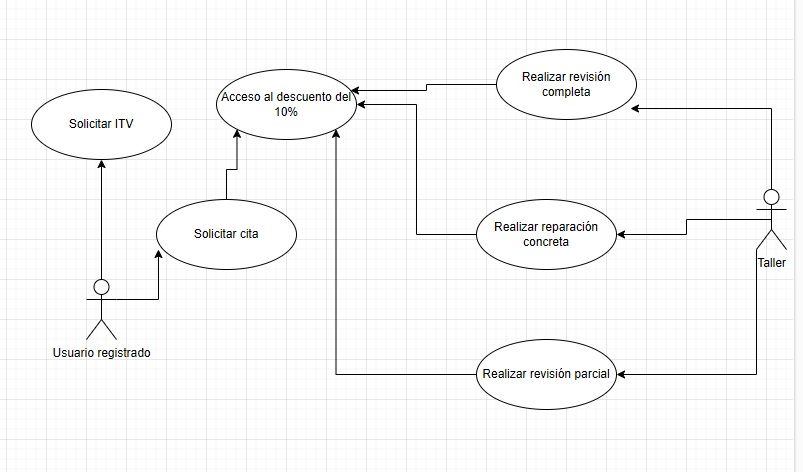 Realizar revisión
completa
Acceso al descuento del
10%
Solicitar ITV
Solicitar cita
Realizar reparación
concreta
Taller
Usuario registrado
Realizar revisión parcial